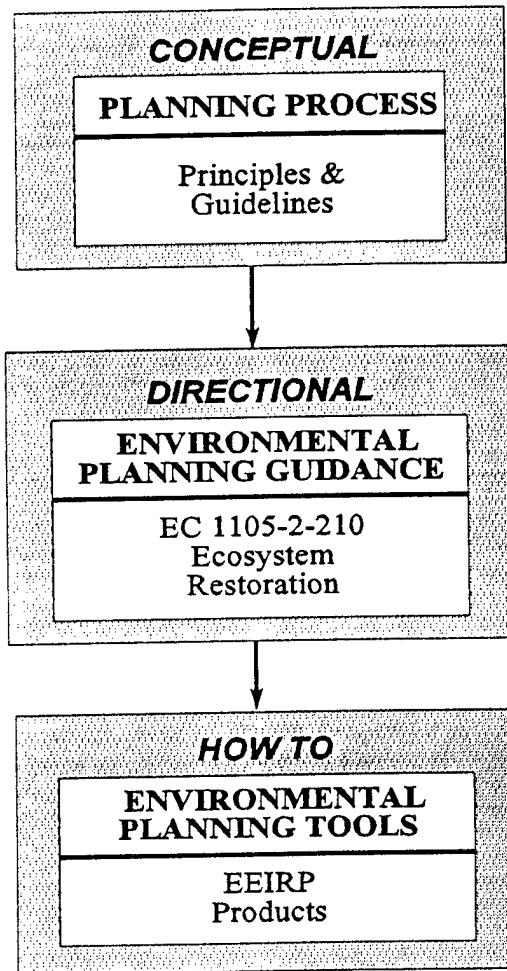 CONCEPTUAL
PLANNING PROCESS
Principles &
Guidelines
DIRECTIONAL
ENVIRONMENTAL
PLANNING GUIDANCE
EC 1105-2-210
Ecosystem
Restoration
HOW TO
ENVIRONMENTAL
PLANNING TOOLS
EEIRP
Products